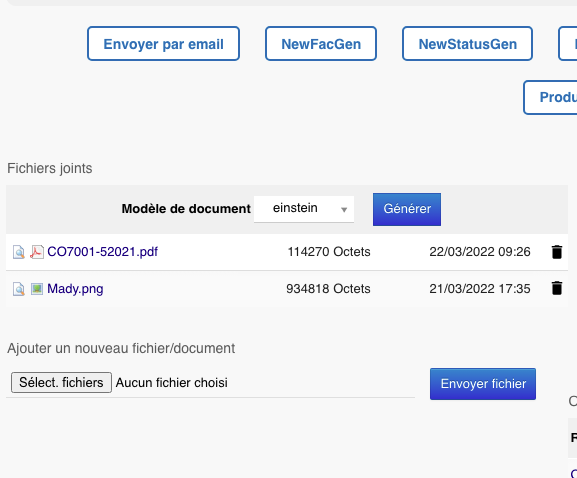 Envoyer par email NewFacGen NewStatusGen
Produ
Fichiers joints
Modèle de document einstein Générer
CO7001-52021.pdf 114270 Octets 22/03/2022 09:26
Mady.png 934818 Octets 21/03/2022 17:35
Ajouter un nouveau fichier/document
Sélect. fichiers Aucun fichier choisi Envoyer fichier